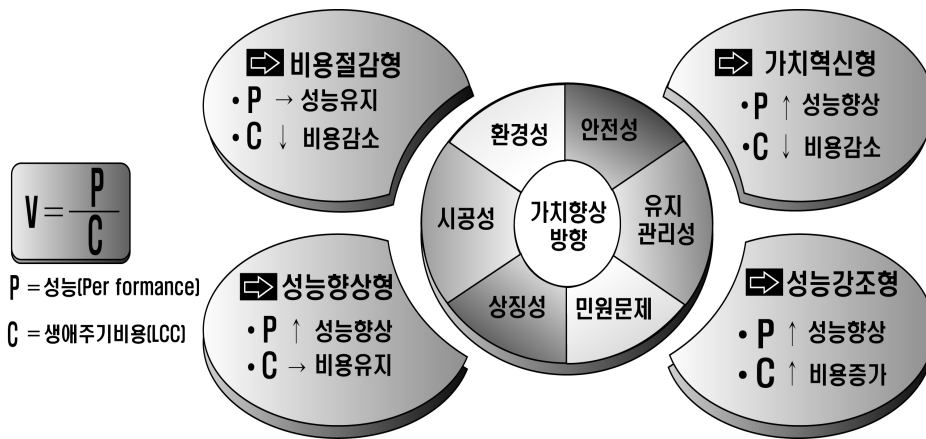 ⇨ 비용절감형
• P → 성능유지
• C ↓ 비용감소
⇨ 가치혁신형
• P ↑ 성능향상
• C ↓ 비용감소
환경성
안전성
시공성
가치향상
방향
유지
관리성
상징성
민원문제
V = P / C
P = 성능(Per formance)
C = 생애주기비용(LCC)
⇨ 성능향상형
• P ↑ 성능향상
• C → 비용유지
⇨ 성능강조형
• P ↑ 성능향상
• C ↑ 비용증가